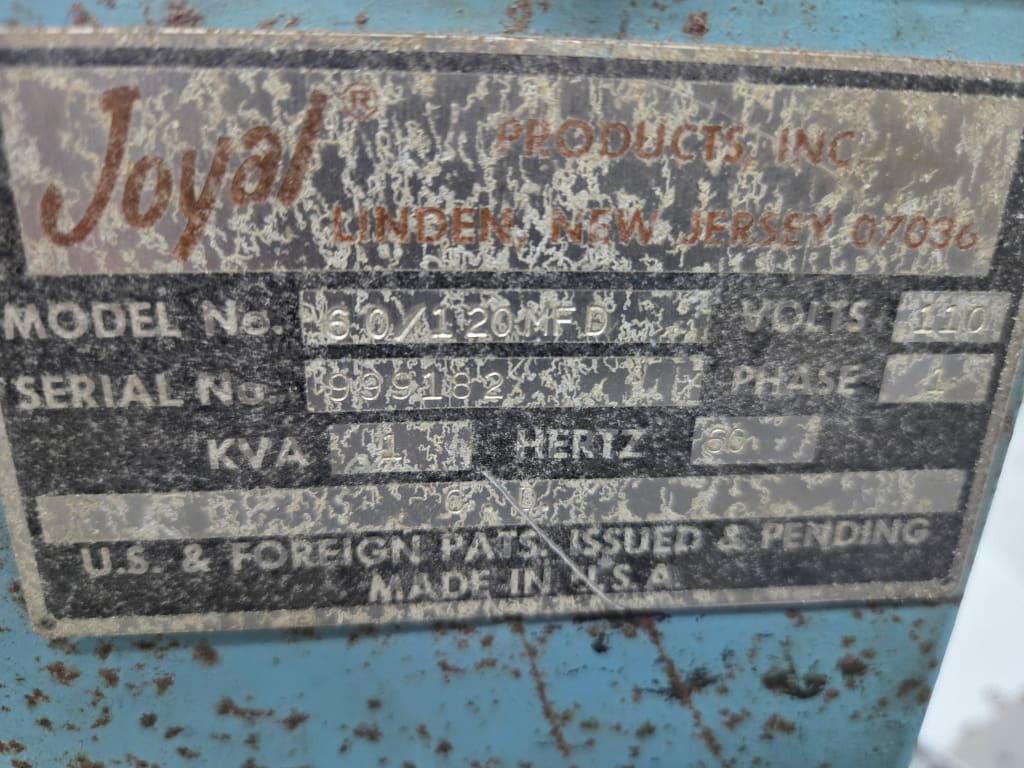 Joyal® PRODUCTS, INC.
LINDEN, NEW JERSEY 07036
MODEL No. 60/120MFD VOLTS 110
SERIAL No. 999182 PHASE 1
KVA 1 HERTZ 60
U.S. & FOREIGN PATS. ISSUED & PENDING
MADE IN U.S.A